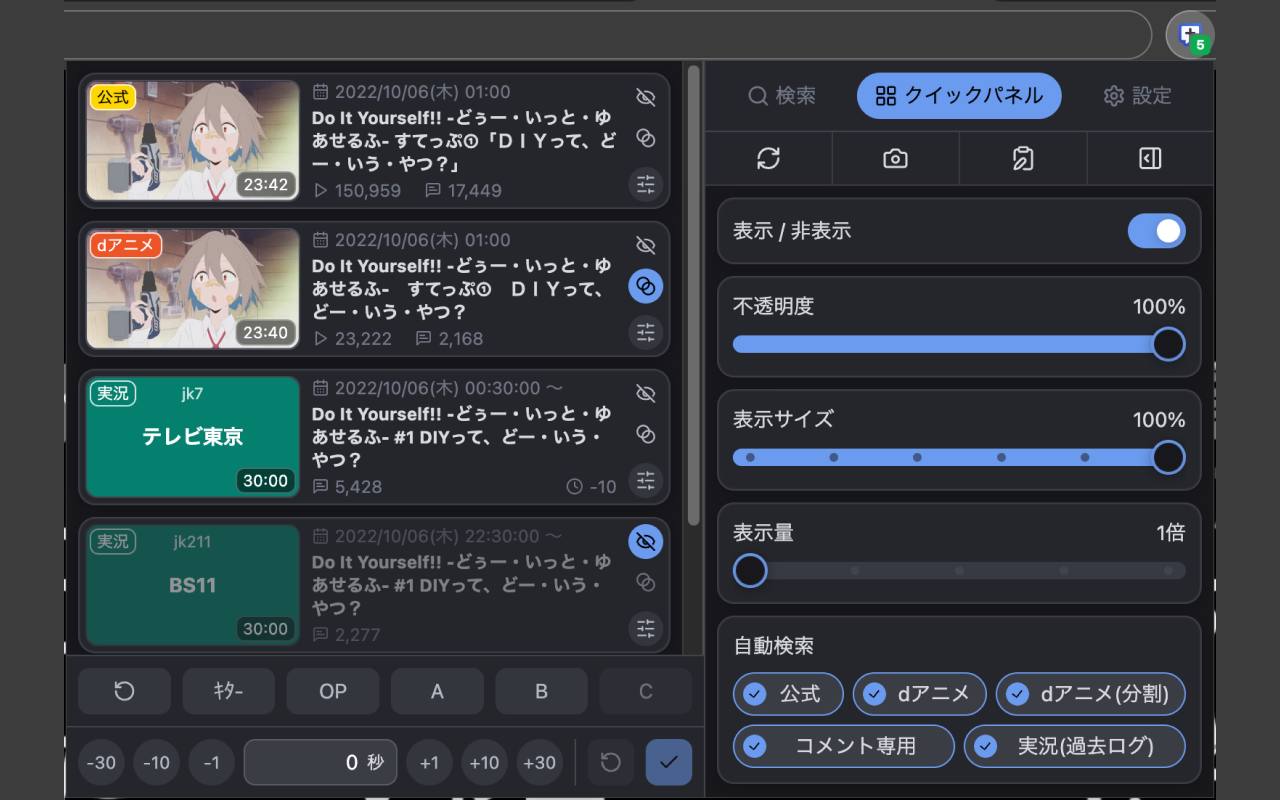 5
検索
クイックパネル
設定
公式
23:42
2022/10/06(木) 01:00
Do It Yourself!! -どぅー・いっと・ゆ
あせるふ- すてっぷ①「ＤＩＹって、ど
ー・いう・やつ？」
150,959
17,449
dアニメ
23:40
2022/10/06(木) 01:00
Do It Yourself!! -どぅー・いっと・ゆ
あせるふ-　すてっぷ①　ＤＩＹって、
どー・いう・やつ？
23,222
2,168
実況
jk7
テレビ東京
30:00
2022/10/06(木) 00:30:00 〜
Do It Yourself!! -どぅー・いっと・ゆ
あせるふ- #1 DIYって、どー・いう・
やつ？
5,428
-10
実況
jk211
BS11
30:00
2022/10/06(木) 22:30:00 〜
Do It Yourself!! -どぅー・いっと・ゆ
あせるふ- #1 DIYって、どー・いう・
やつ？
2,277
ｷﾀｰ
OP
A
B
C
-30
-10
-1
0 秒
+1
+10
+30
表示 / 非表示
不透明度
100%
表示サイズ
100%
表示量
1倍
自動検索
公式
dアニメ
dアニメ(分割)
コメント専用
実況(過去ログ)